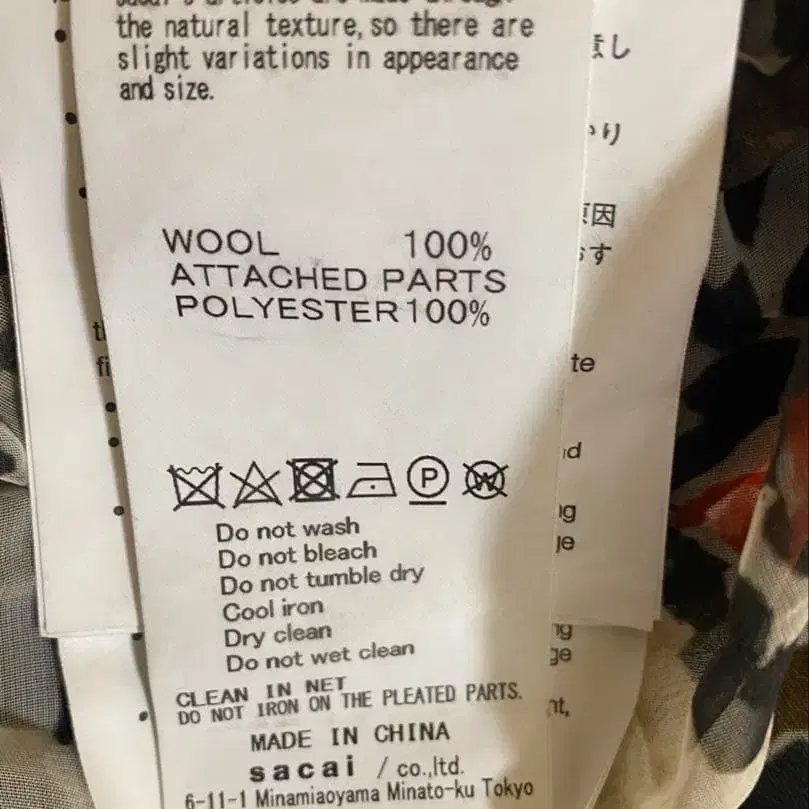 the natural texture, so there are
slight variations in appearance
and size.
WOOL 100%
ATTACHED PARTS
POLYESTER 100%
P
W
Do not wash
Do not bleach
Do not tumble dry
Cool iron
Dry clean
Do not wet clean
CLEAN IN NET
DO NOT IRON ON THE PLEATED PARTS.
MADE IN CHINA
sacai / co.,ltd.
6-11-1 Minamiaoyama Minato-ku Tokyo